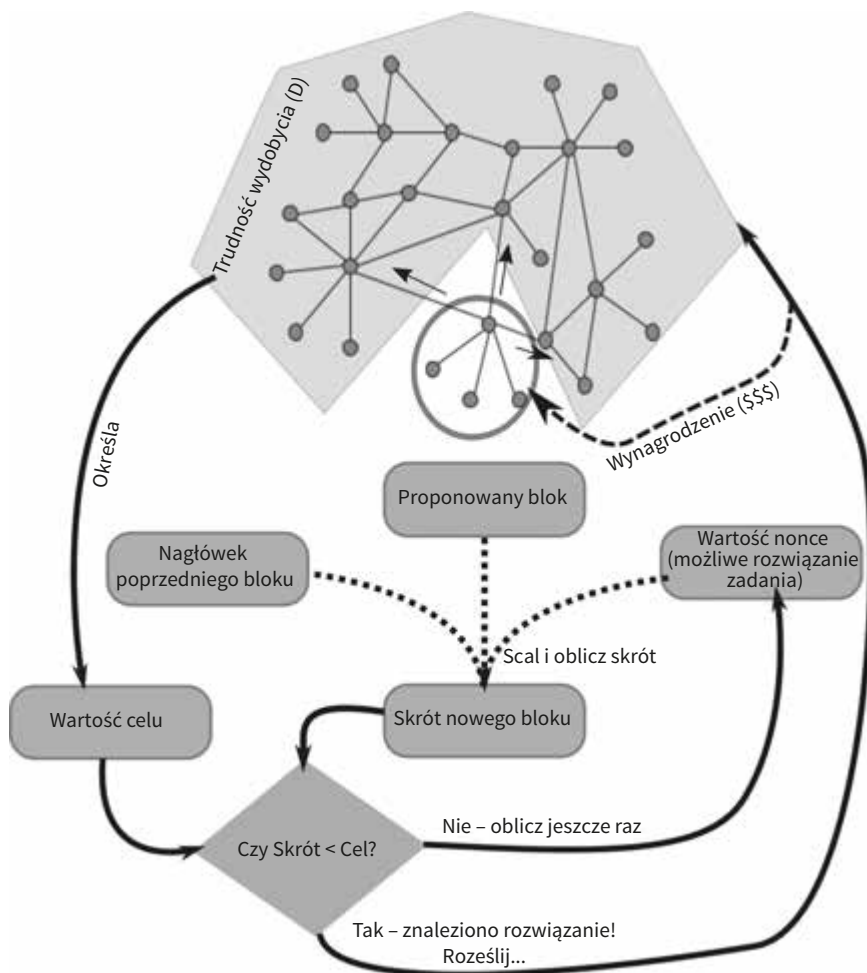 Trudność wydobycia (D)
Wynagrodzenie ($$$)
Określa
Proponowany blok
Nagłówek
poprzedniego bloku
Wartość nonce
(możliwe rozwiązanie
zadania)
Scal i oblicz skrót
Wartość celu
Skrót nowego bloku
Czy Skrót < Cel?
Nie – oblicz jeszcze raz
Tak – znaleziono rozwiązanie!
Roześlij...